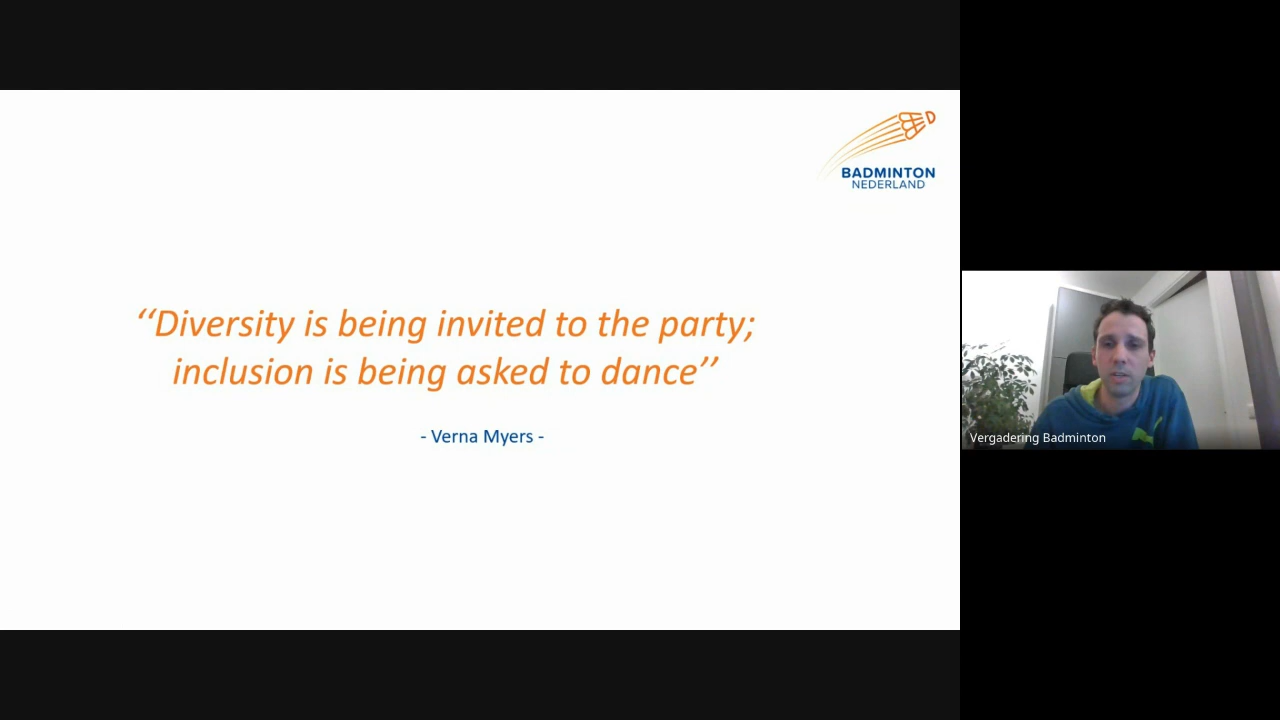 BADMINTON
NEDERLAND
‘‘Diversity is being invited to the party;
inclusion is being asked to dance’’
- Verna Myers -
Vergadering Badminton